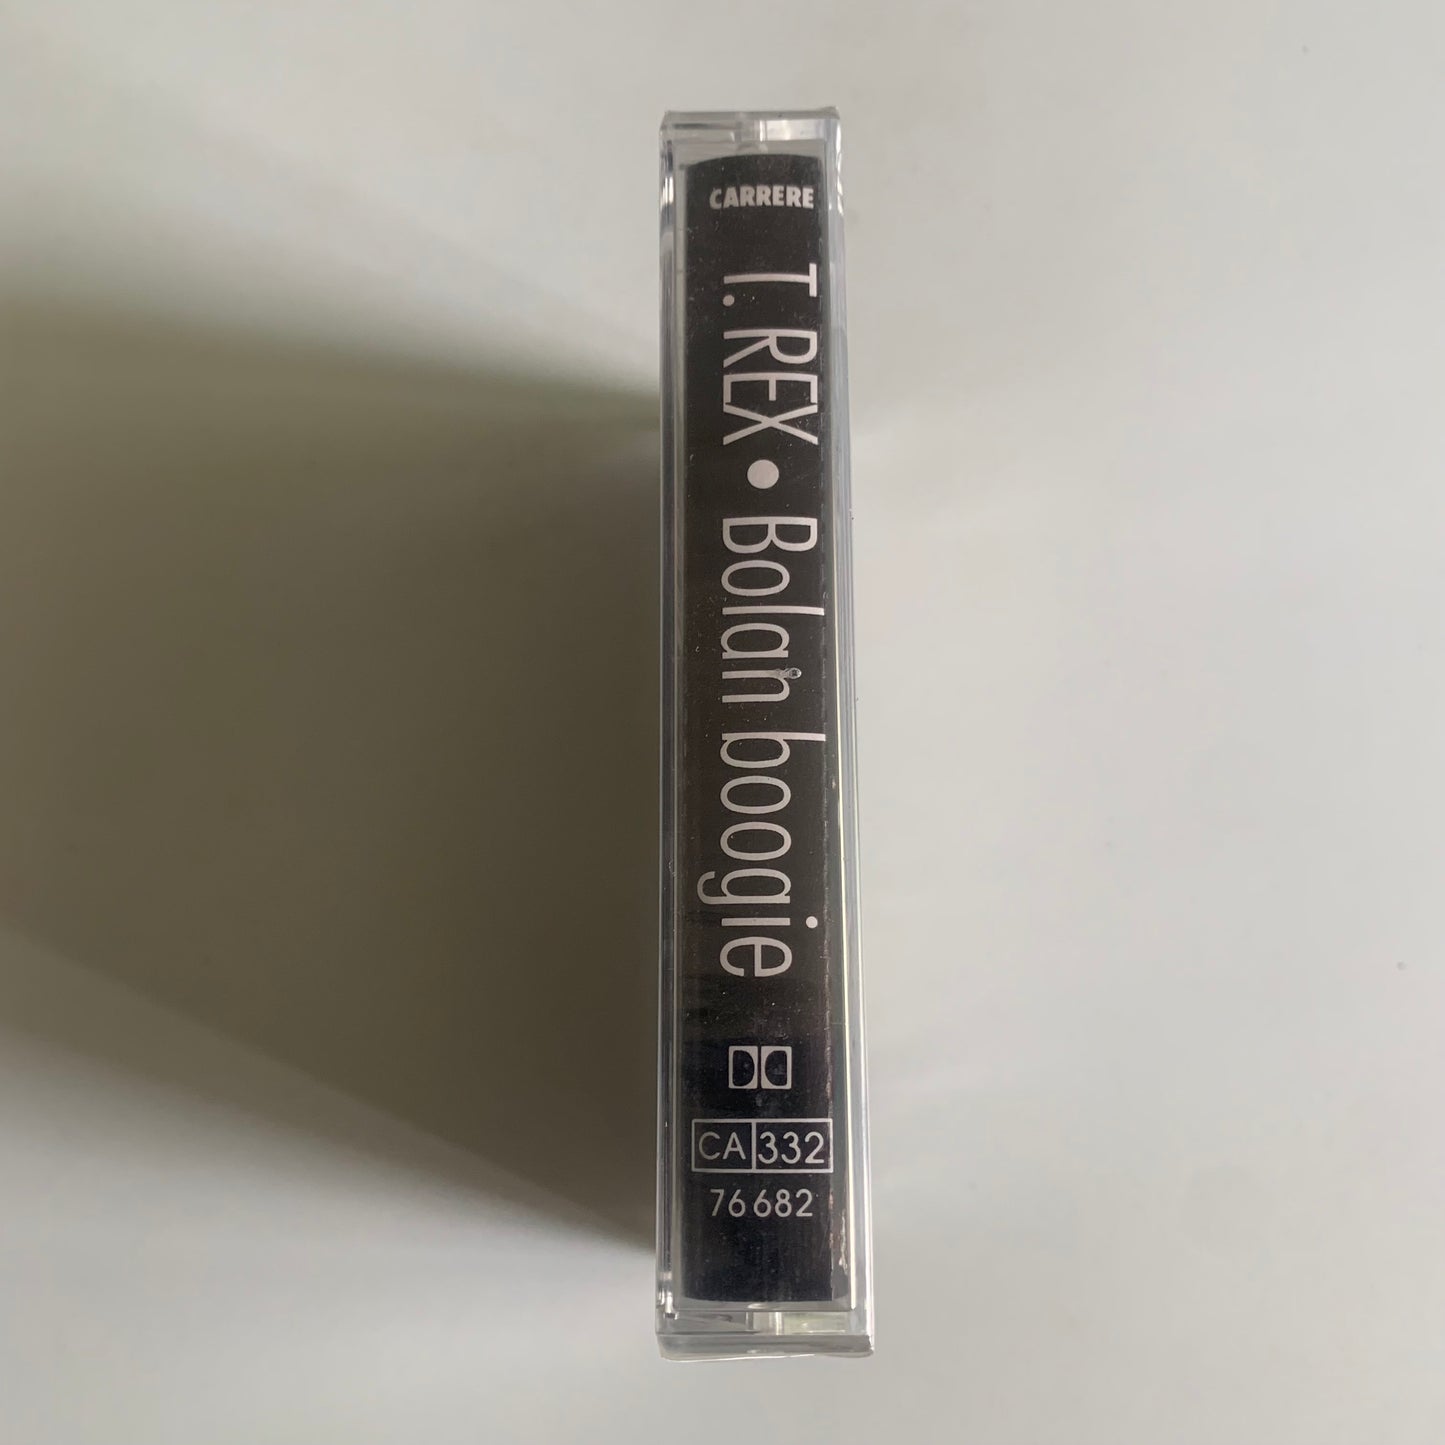 CARRERE
T. REX • Bolan boogie
CA 332
76 682